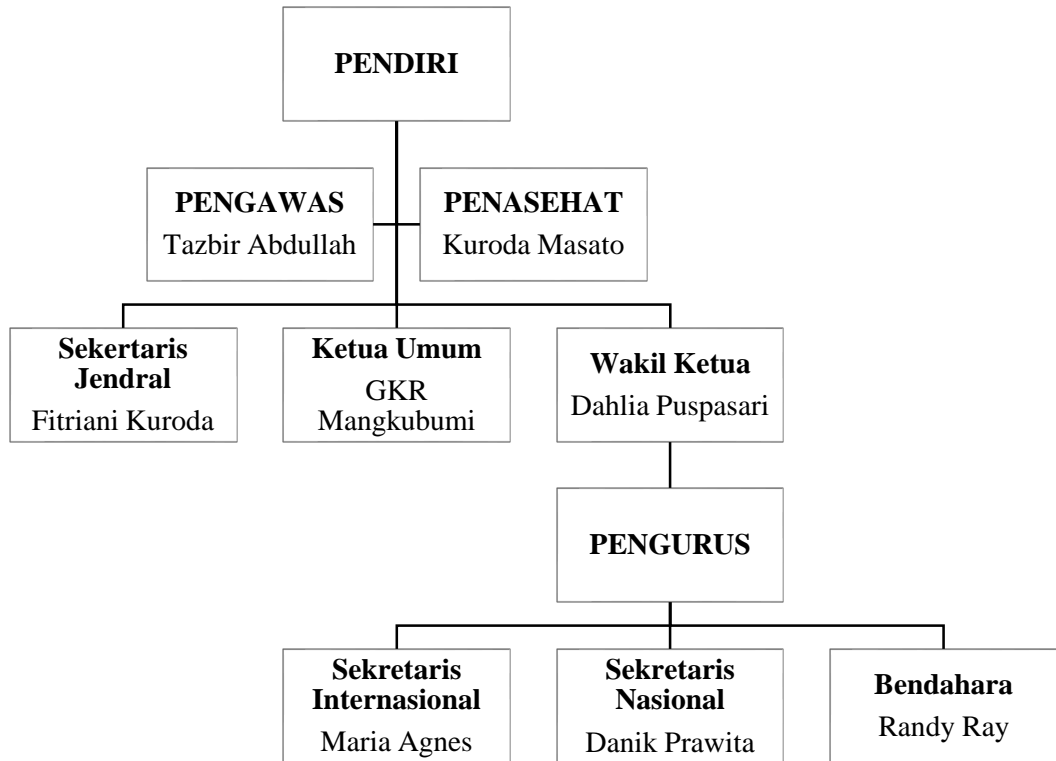 PENDIRI
PENGAWAS
Tazbir Abdullah
PENASEHAT
Kuroda Masato
Sekertaris
Jendral
Fitriani Kuroda
Ketua Umum
GKR
Mangkubumi
Wakil Ketua
Dahlia Puspasari
PENGURUS
Sekretaris
Internasional
Maria Agnes
Sekretaris
Nasional
Danik Prawita
Bendahara
Randy Ray